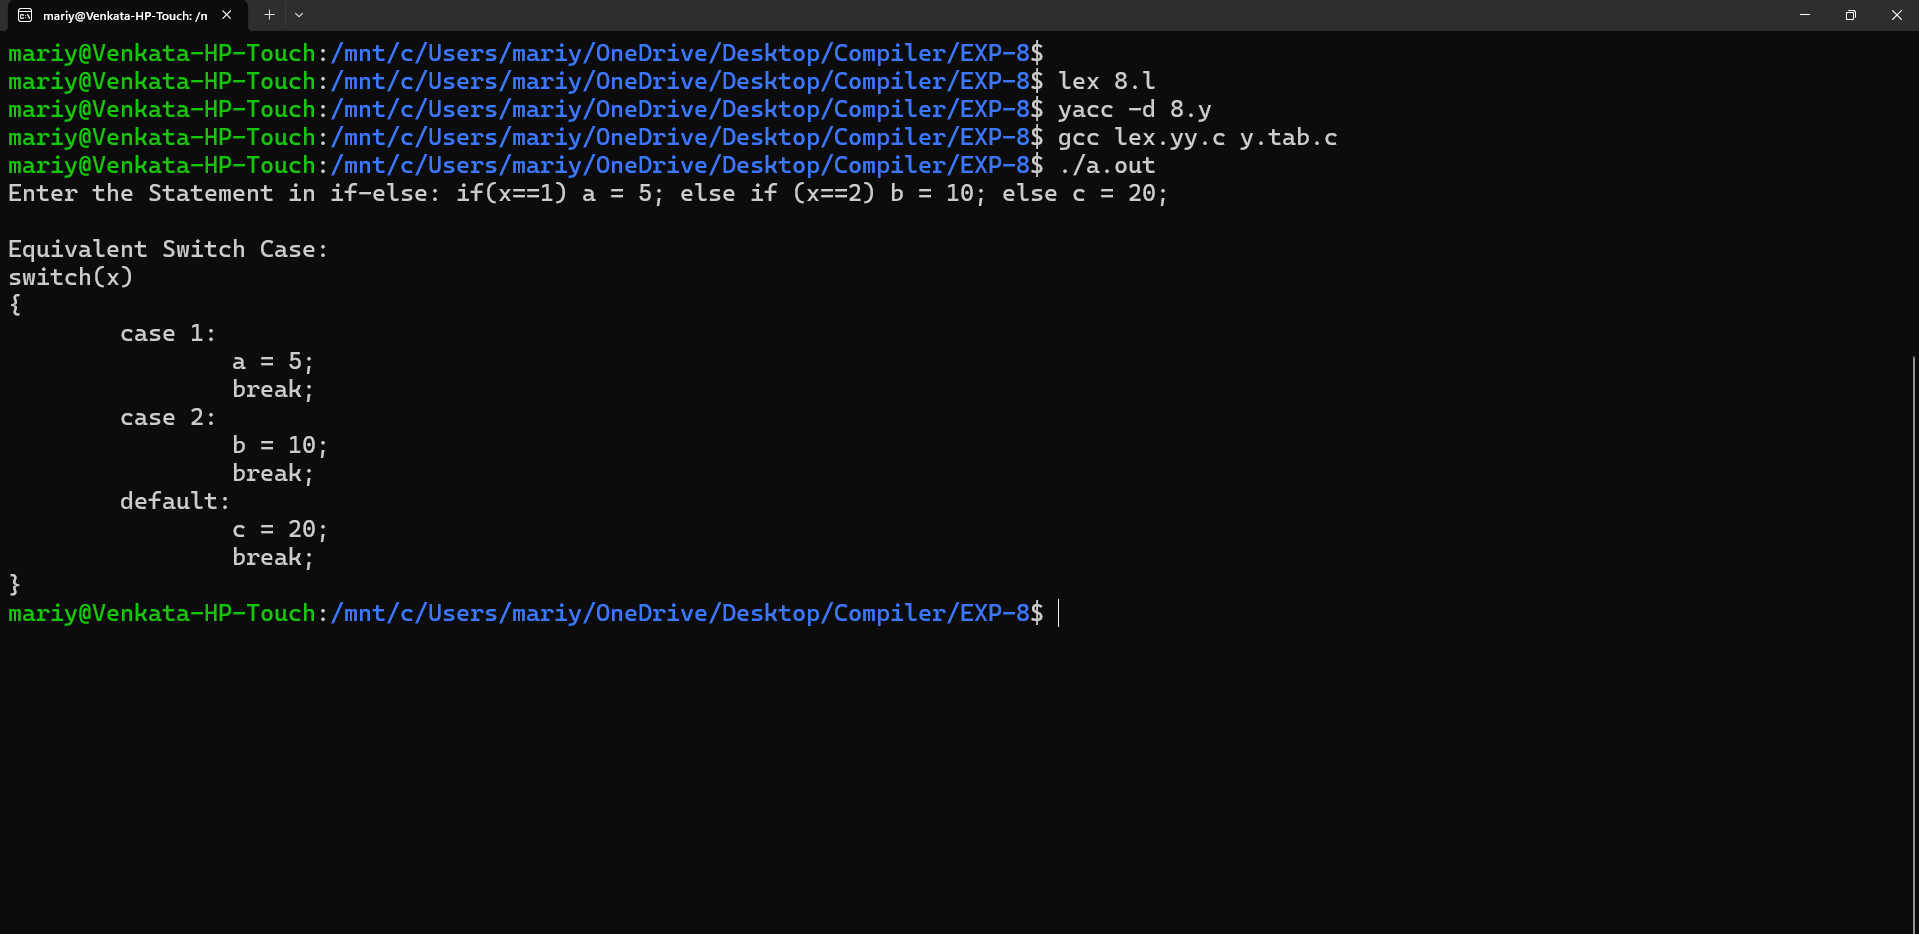 mariy@Venkata-HP-Touch: /n
mariy@Venkata-HP-Touch:/mnt/c/Users/mariy/OneDrive/Desktop/Compiler/EXP-8$
mariy@Venkata-HP-Touch:/mnt/c/Users/mariy/OneDrive/Desktop/Compiler/EXP-8$ lex 8.l
mariy@Venkata-HP-Touch:/mnt/c/Users/mariy/OneDrive/Desktop/Compiler/EXP-8$ yacc -d 8.y
mariy@Venkata-HP-Touch:/mnt/c/Users/mariy/OneDrive/Desktop/Compiler/EXP-8$ gcc lex.yy.c y.tab.c
mariy@Venkata-HP-Touch:/mnt/c/Users/mariy/OneDrive/Desktop/Compiler/EXP-8$ ./a.out
Enter the Statement in if-else: if(x==1) a = 5; else if (x==2) b = 10; else c = 20;

Equivalent Switch Case:
switch(x)
{
        case 1:
                a = 5;
                break;
        case 2:
                b = 10;
                break;
        default:
                c = 20;
                break;
}
mariy@Venkata-HP-Touch:/mnt/c/Users/mariy/OneDrive/Desktop/Compiler/EXP-8$